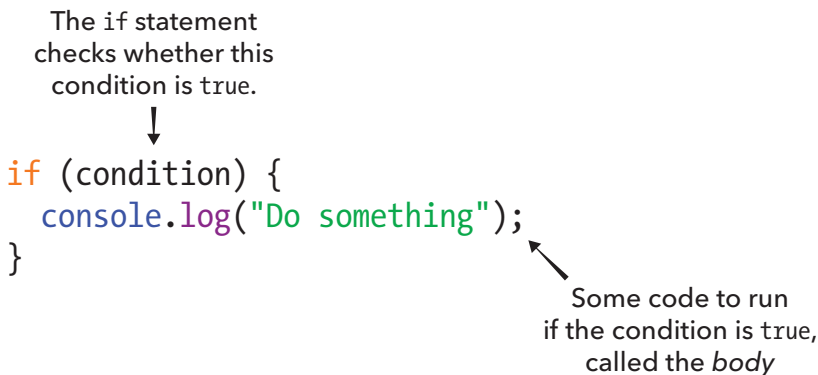 The if statement
checks whether this
condition is true.
if (condition) {
  console.log("Do something");
}
Some code to run
if the condition is true,
called the body